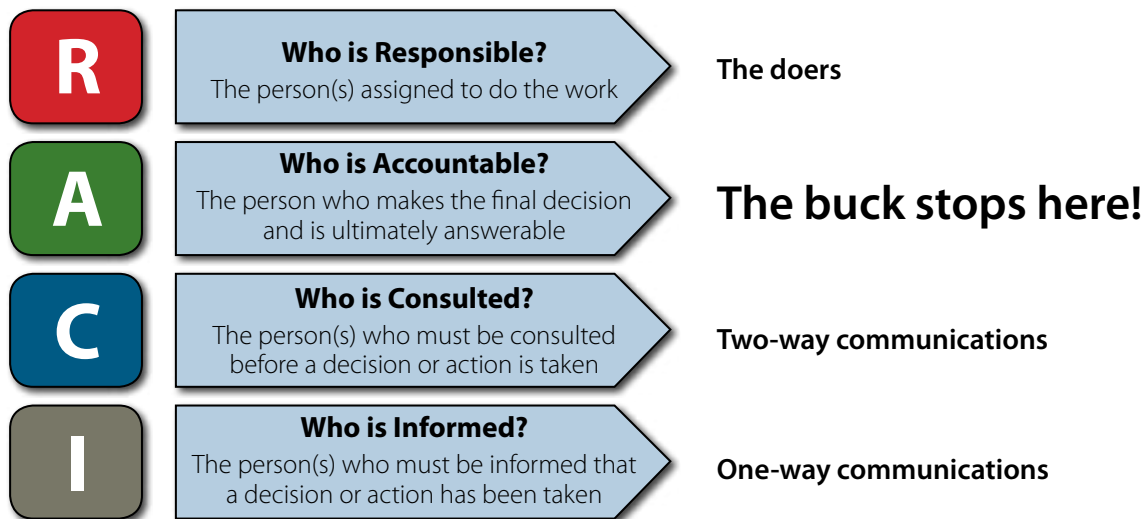 R
Who is Responsible?
The person(s) assigned to do the work
The doers
A
Who is Accountable?
The person who makes the final decision
and is ultimately answerable
The buck stops here!
C
Who is Consulted?
The person(s) who must be consulted
before a decision or action is taken
Two-way communications
I
Who is Informed?
The person(s) who must be informed that
a decision or action has been taken
One-way communications